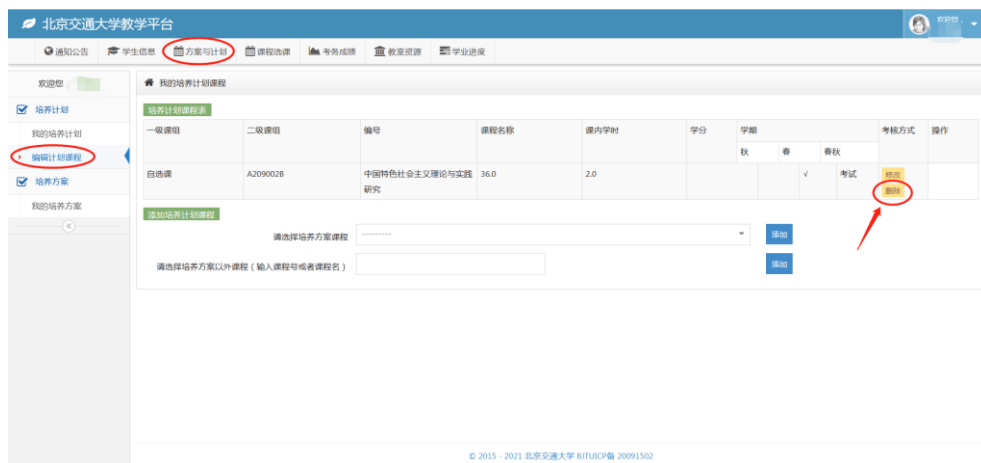 北京交通大学教学平台
欢迎您，
通知公告 学生信息 方案与计划 课程选课 考务成绩 教室资源 学业进度
欢迎您
我的培养计划课程
培养计划
我的培养计划
编辑计划课程
培养方案
我的培养方案
培养计划课程表
一级课组 二级课组 编号 课程名称 课内学时 学分 学期 考核方式 操作
秋 春 春秋
自选课 A209002B 中国特色社会主义理论与实践 36.0 2.0 √ 考试 修改
研究 删除
添加培养计划课程
请选择培养方案课程 --------- 添加
请选择培养方案以外课程（输入课程号或者课程名） 添加
© 2015 - 2021 北京交通大学 BJTUICP备 20091502